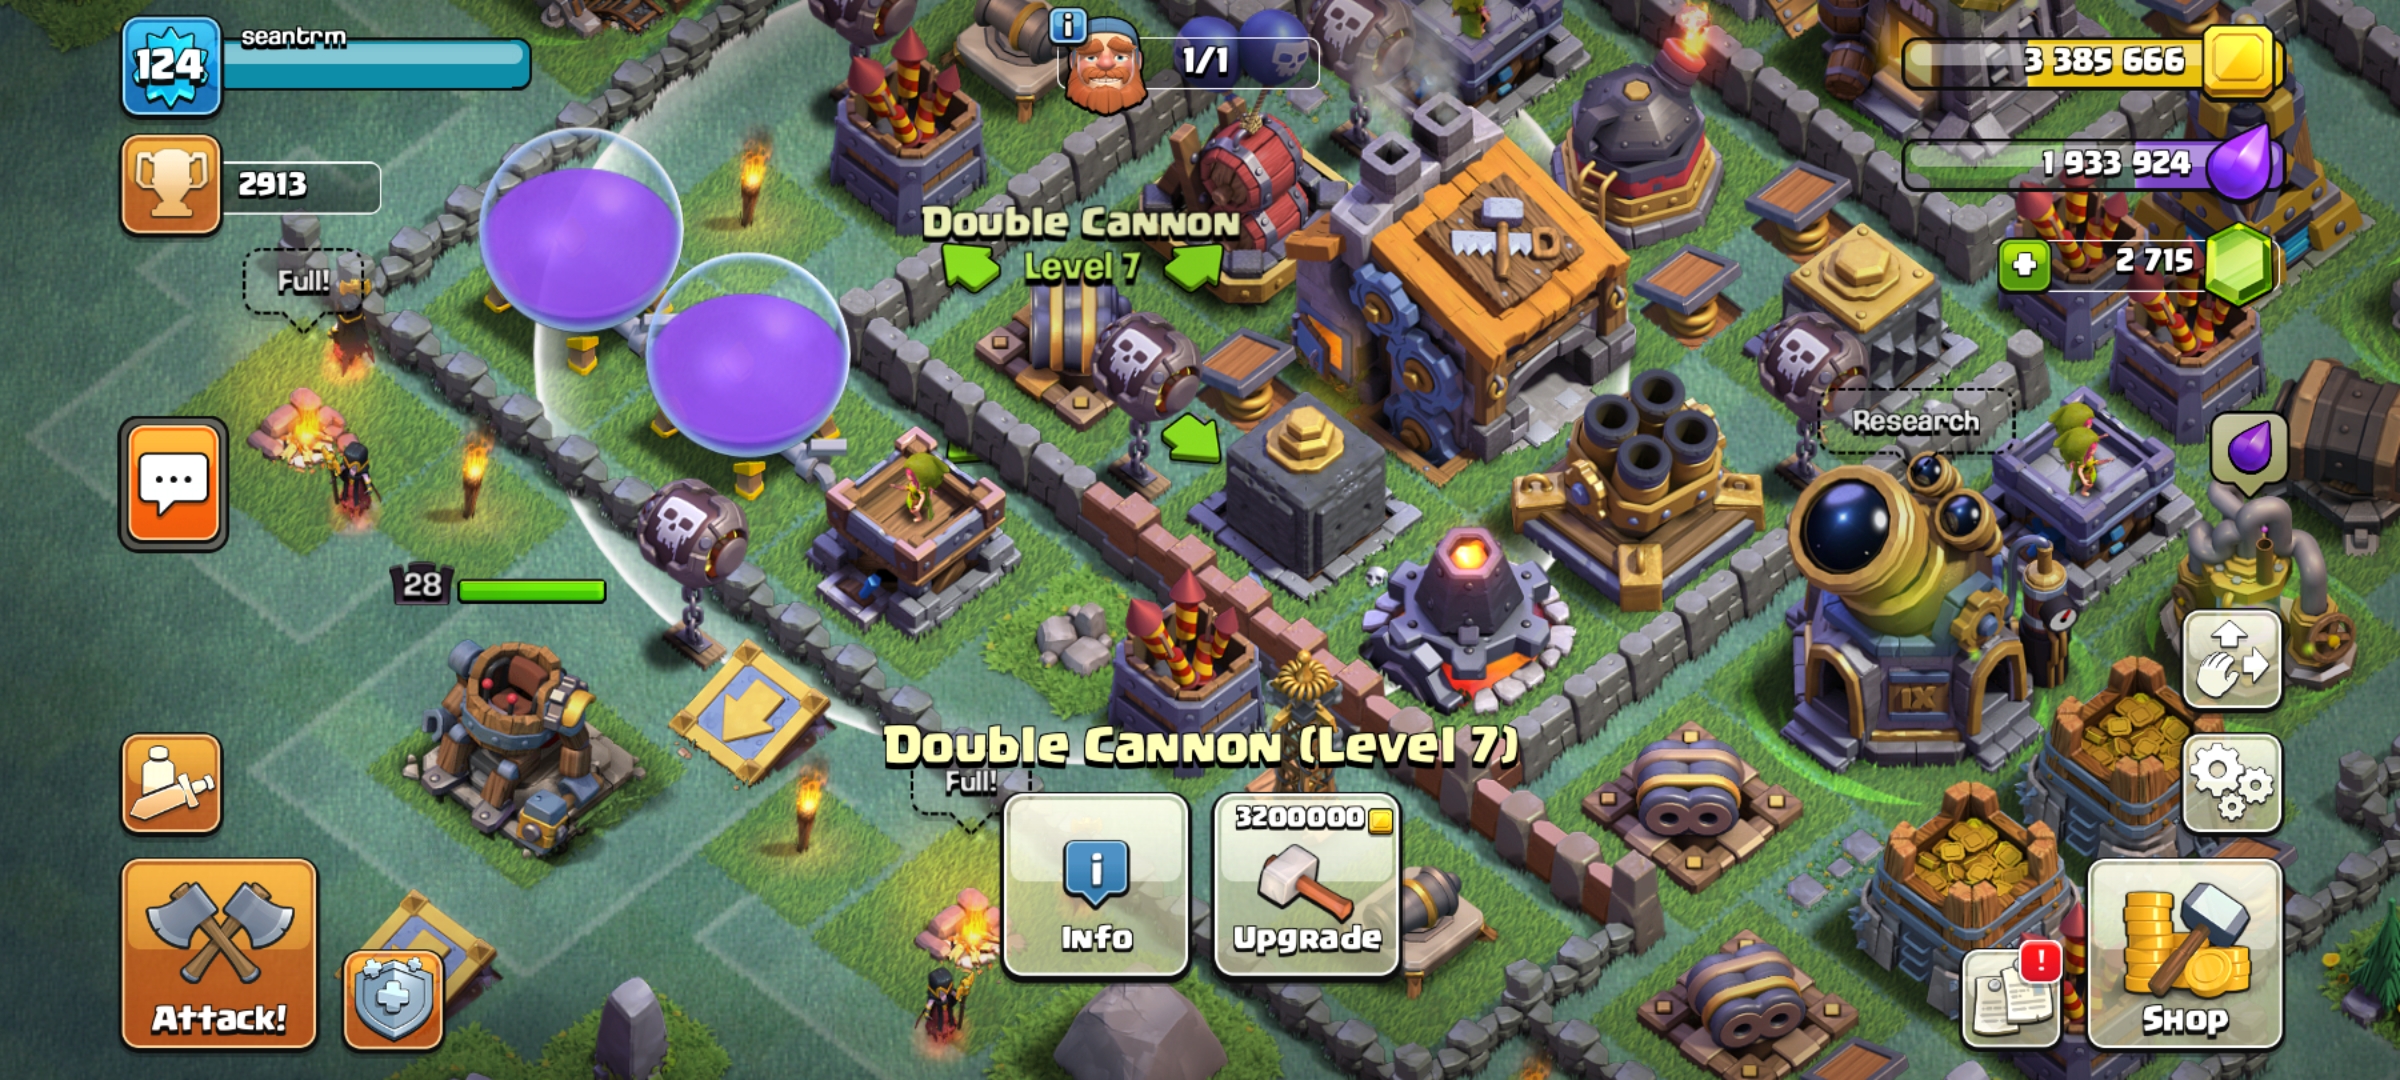 124
seantrm
i
1/1
3 385 666
2913
1 933 924
Double Cannon
Level 7
2 715
Full!
Research
28
IX
Double Cannon (Level 7)
Full!
3200000
i
Info
Upgrade
!
Attack!
Shop